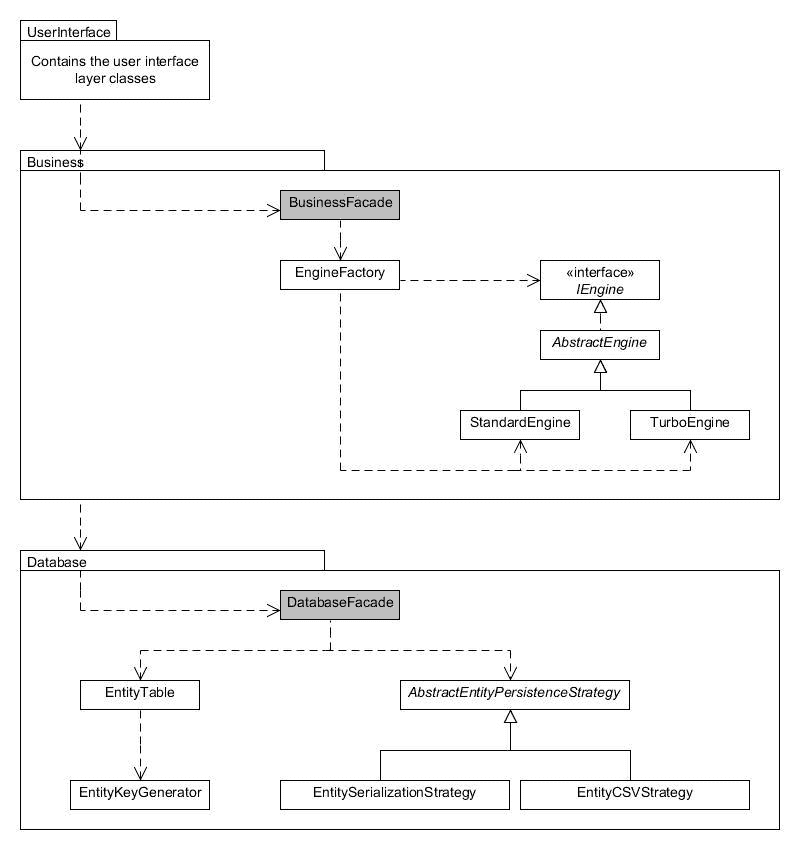 UserInterface
Contains the user interface
layer classes
Business
BusinessFacade
EngineFactory
«interface»
IEngine
AbstractEngine
StandardEngine
TurboEngine
Database
DatabaseFacade
EntityTable
AbstractEntityPersistenceStrategy
EntityKeyGenerator
EntitySerializationStrategy
EntityCSVStrategy